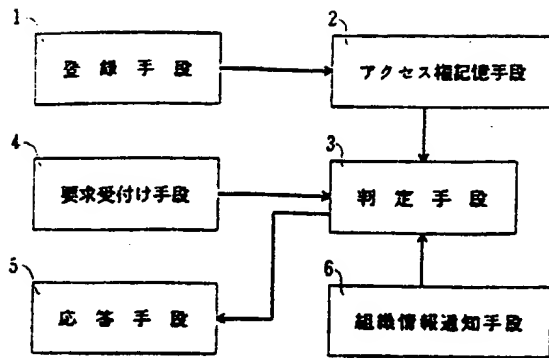 1
登録手段
2
アクセス権記憶手段
4
要求受付け手段
3
判定手段
5
応答手段
6
組織情報通知手段